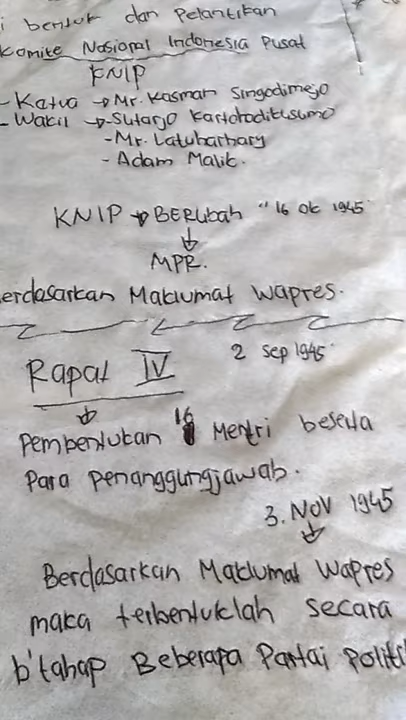 i bentuk dan Pelantikan
Komite Nasional Indonesia Pusat
KNIP
- Ketua → Mr. Kasman Singodimejo
- Wakil → Sutarjo Kartohadikusumo
- Mr. Latuharhary
- Adam Malik.
KNIP → BERUbah "16 Ok 1945
↓
MPR.
erdasarkan Maklumat Wapres.
2 Sep 1945
Rapat IV
↓
Pembentukan 16 Mentri beserta
Para penanggungjawab.
3. NOV 1945
↓
Berdasarkan Maklumat Wapres
maka terbentuklah secara
b'tahap Beberapa Partai Politi